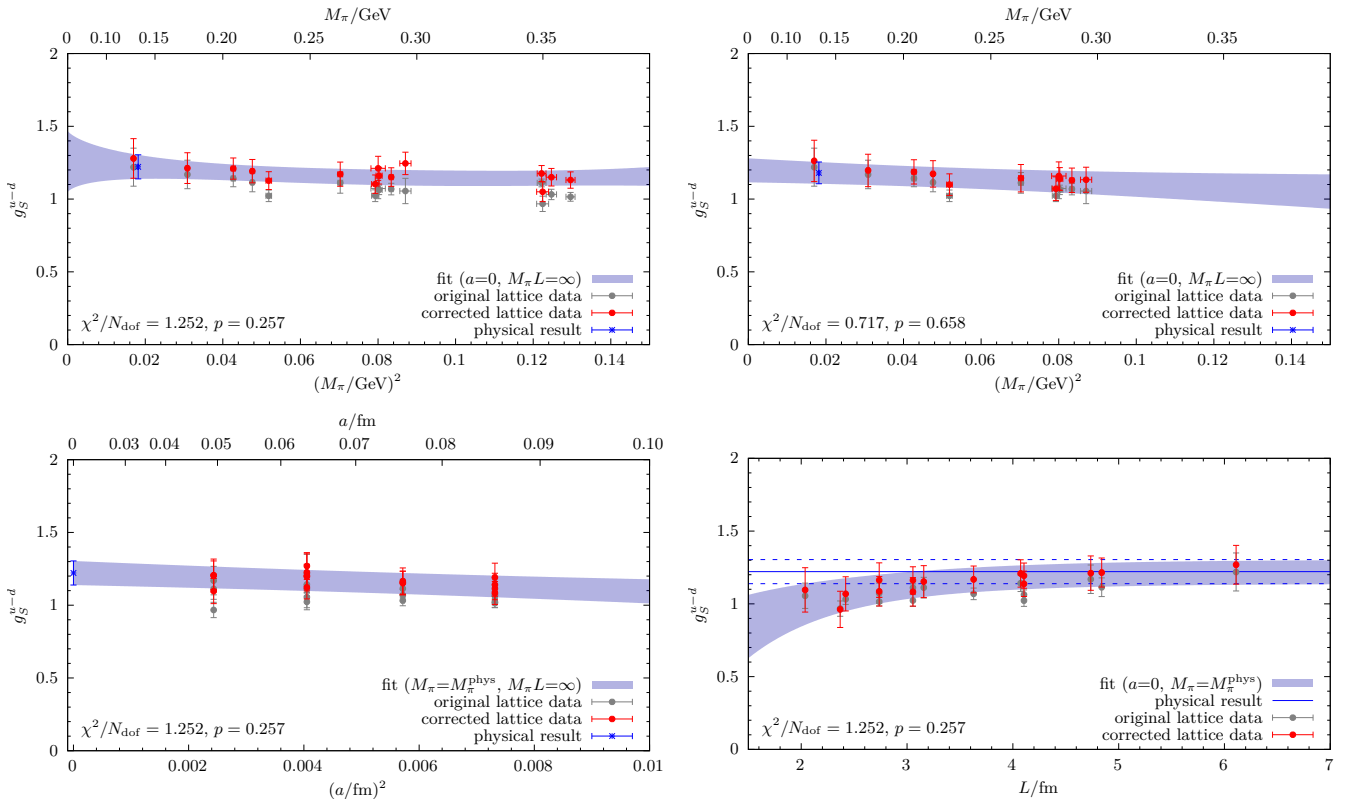 M_π/GeV
0 0.10 0.15 0.20 0.25 0.30 0.35
2
1.5
1
0.5
0
g_S^{u−d}
fit (a=0, M_πL=∞)
original lattice data
corrected lattice data
physical result
χ²/N_dof = 1.252, p = 0.257
0 0.02 0.04 0.06 0.08 0.1 0.12 0.14
(M_π/GeV)²
M_π/GeV
0 0.10 0.15 0.20 0.25 0.30 0.35
2
1.5
1
0.5
0
g_S^{u−d}
fit (a=0, M_πL=∞)
original lattice data
corrected lattice data
physical result
χ²/N_dof = 0.717, p = 0.658
0 0.02 0.04 0.06 0.08 0.1 0.12 0.14
(M_π/GeV)²
a/fm
0 0.03 0.04 0.05 0.06 0.07 0.08 0.09 0.10
2
1.5
1
0.5
0
g_S^{u−d}
fit (M_π=M_π^phys, M_πL=∞)
original lattice data
corrected lattice data
physical result
χ²/N_dof = 1.252, p = 0.257
0 0.002 0.004 0.006 0.008 0.01
(a/fm)²
2
1.5
1
0.5
0
g_S^{u−d}
fit (a=0, M_π=M_π^phys)
physical result
original lattice data
corrected lattice data
χ²/N_dof = 1.252, p = 0.257
2 3 4 5 6 7
L/fm